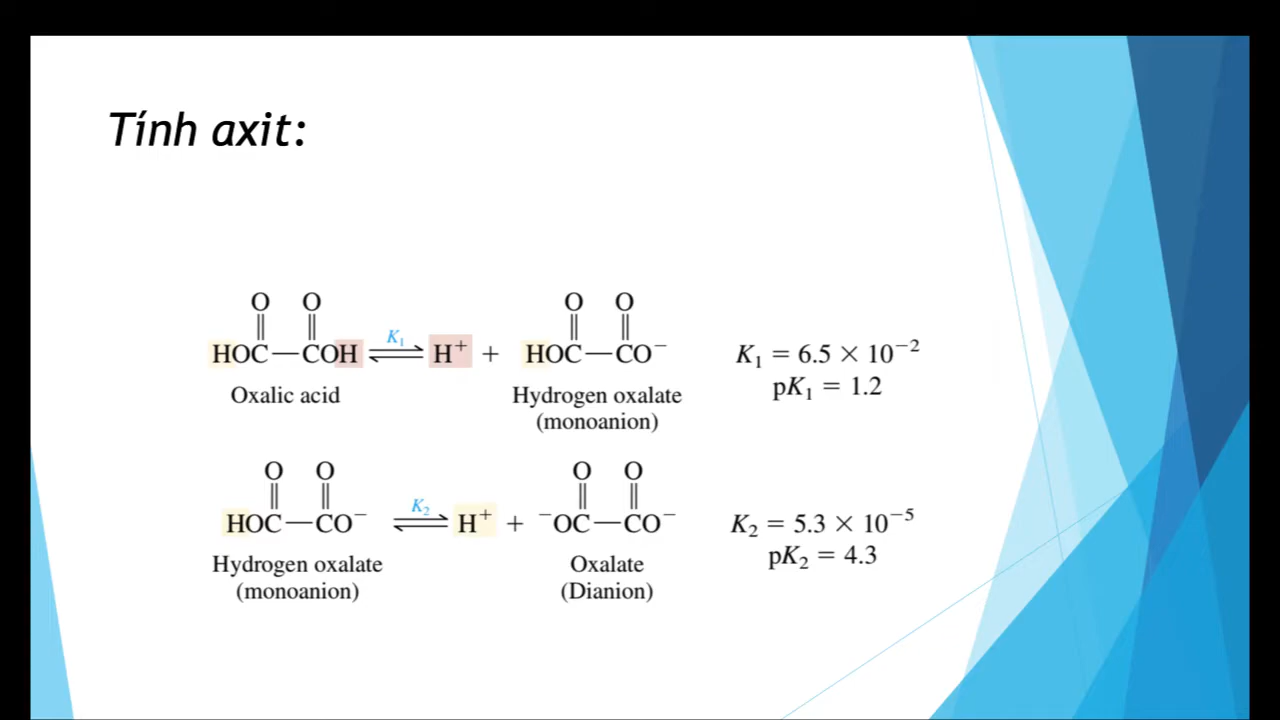 Tính axit:
O O O O
HOC—COH K₁ ⇌ H⁺ + HOC—CO⁻ K₁ = 6.5 × 10⁻²
Oxalic acid Hydrogen oxalate pK₁ = 1.2
(monoanion)
O O O O
HOC—CO⁻ K₂ ⇌ H⁺ + ⁻OC—CO⁻ K₂ = 5.3 × 10⁻⁵
Hydrogen oxalate Oxalate pK₂ = 4.3
(monoanion) (Dianion)